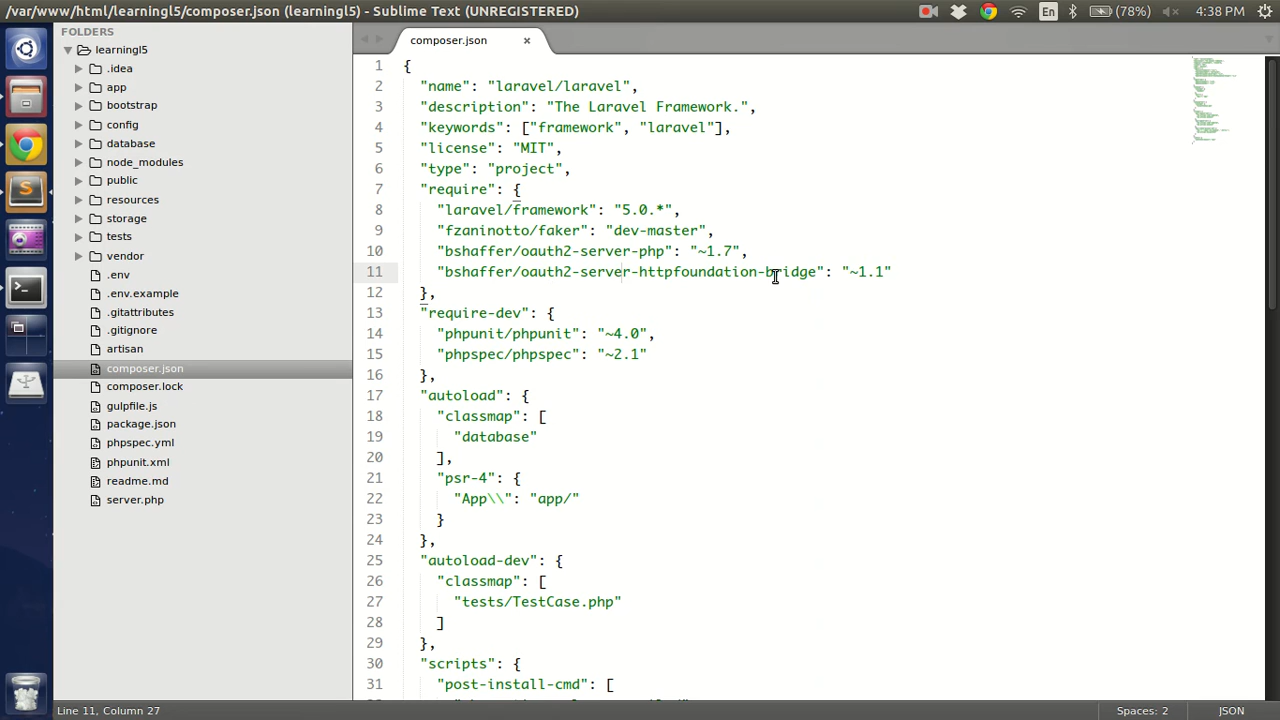 /var/www/html/learningl5/composer.json (learningl5) - Sublime Text (UNREGISTERED)
En
(78%)
4:38 PM
FOLDERS
learningl5
.idea
app
bootstrap
config
database
node_modules
public
resources
storage
tests
vendor
.env
.env.example
.gitattributes
.gitignore
artisan
composer.json
composer.lock
gulpfile.js
package.json
phpspec.yml
phpunit.xml
readme.md
server.php
composer.json ×
1 {
2 "name": "laravel/laravel",
3 "description": "The Laravel Framework.",
4 "keywords": ["framework", "laravel"],
5 "license": "MIT",
6 "type": "project",
7 "require": {
8 "laravel/framework": "5.0.*",
9 "fzaninotto/faker": "dev-master",
10 "bshaffer/oauth2-server-php": "~1.7",
11 "bshaffer/oauth2-server-httpfoundation-bridge": "~1.1"
12 },
13 "require-dev": {
14 "phpunit/phpunit": "~4.0",
15 "phpspec/phpspec": "~2.1"
16 },
17 "autoload": {
18 "classmap": [
19 "database"
20 ],
21 "psr-4": {
22 "App\\": "app/"
23 }
24 },
25 "autoload-dev": {
26 "classmap": [
27 "tests/TestCase.php"
28 ]
29 },
30 "scripts": {
31 "post-install-cmd": [
Line 11, Column 27
Spaces: 2
JSON